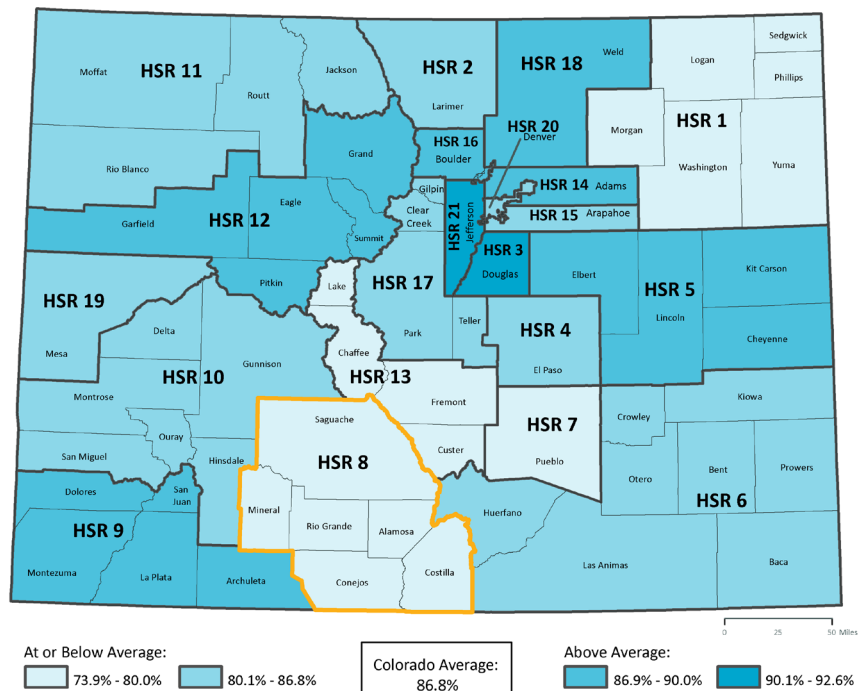 Sedgwick
HSR 11
Moffat
Jackson
HSR 2
HSR 18
Weld
Logan
Phillips
Routt
Larimer
HSR 1
HSR 20
Denver
Morgan
HSR 16
Boulder
Grand
Rio Blanco
Washington
Yuma
Gilpin
HSR 14
Adams
Eagle
Clear
Creek
HSR 21
Jefferson
HSR 15
Arapahoe
Garfield
HSR 12
Summit
HSR 3
Douglas
Elbert
Kit Carson
Pitkin
Lake
HSR 17
HSR 5
Lincoln
HSR 19
Mesa
Delta
Park
Teller
HSR 4
Cheyenne
Gunnison
Chaffee
El Paso
HSR 10
HSR 13
Montrose
Fremont
Kiowa
Saguache
HSR 7
Crowley
Ouray
San Miguel
Hinsdale
Custer
Pueblo
HSR 8
Bent
Prowers
Otero
Dolores
San
Juan
HSR 6
Mineral
Rio Grande
Alamosa
Huerfano
HSR 9
Montezuma
La Plata
Archuleta
Conejos
Costilla
Las Animas
Baca
0 25 50 Miles
At or Below Average:
73.9% - 80.0%
80.1% - 86.8%
Colorado Average:
86.8%
Above Average:
86.9% - 90.0%
90.1% - 92.6%